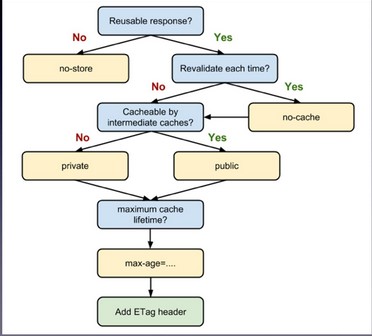 Reusable response?
No
Yes
no-store
Revalidate each time?
No
Yes
Cacheable by
intermediate caches?
no-cache
No
Yes
private
public
maximum cache
lifetime?
max-age=....
Add ETag header